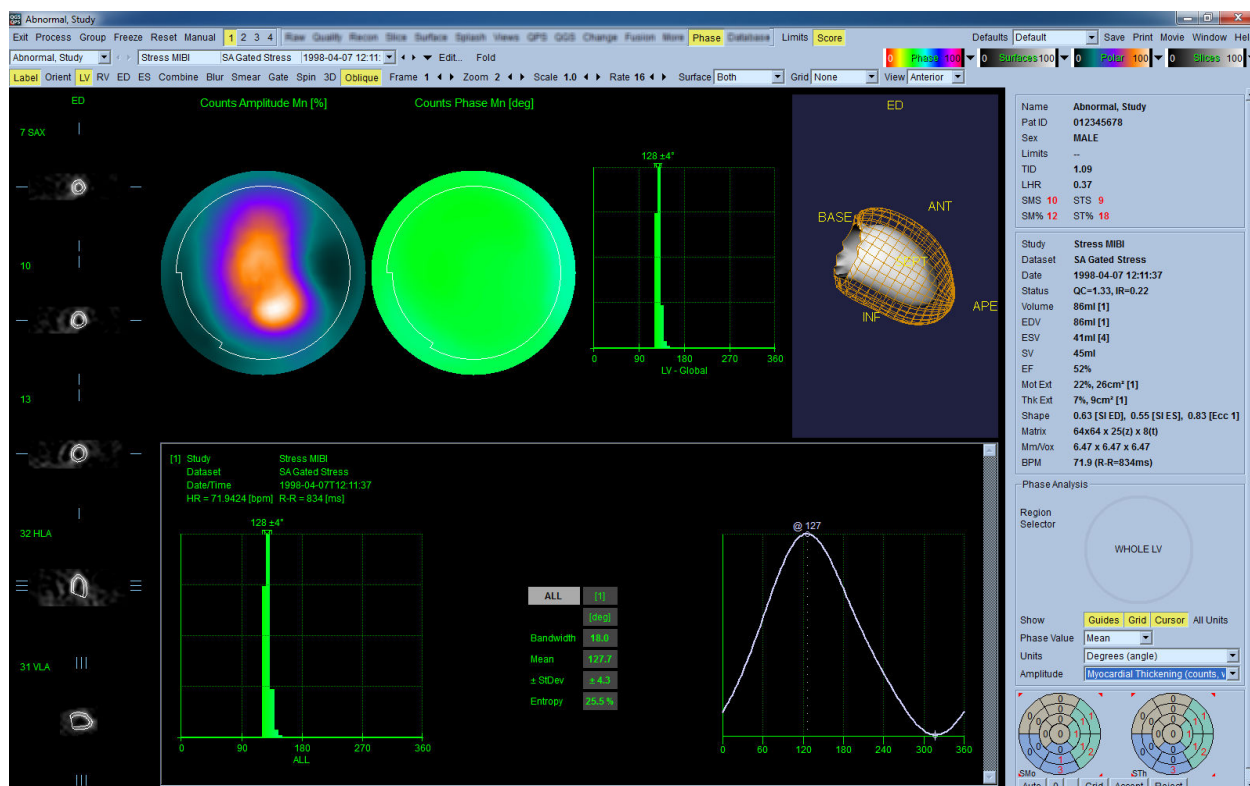 Abnormal, Study
Exit Process Group Freeze Reset Manual 1 2 3 4 Raw Quality Recon Slice Surface Splash Views QPS QGS Change Fusion More Phase Database Limits Score Defaults Default Save Print Movie Window Hel
Abnormal, Study Stress MIBI SA Gated Stress 1998-04-07 12:11: Edit... Fold 0 Phase 100 0 Surfaces 100 0 Polar 100 0 Slices 100
Label Orient LV RV ED ES Combine Blur Smear Gate Spin 3D Oblique Frame 1 Zoom 2 Scale 1.0 Rate 16 Surface Both Grid None View Anterior
ED
7 SAX
10
13
32 HLA
31 VLA
Counts Amplitude Mn [%]
Counts Phase Mn [deg]
128 ±4°
0 90 180 270 360
LV - Global
ED
BASE
ANT
SEPT
INF
APE
[1] Study Stress MIBI
Dataset SA Gated Stress
Date/Time 1998-04-07T12:11:37
HR = 71.9424 [bpm] R-R = 834 [ms]
128 ±4°
0 90 180 270 360
ALL
ALL [1]
[deg]
Bandwidth 18.0
Mean 127.7
± StDev ± 4.3
Entropy 25.5 %
@ 127
0 60 120 180 240 300 360
Name Abnormal, Study
Pat ID 012345678
Sex MALE
Limits --
TID 1.09
LHR 0.37
SMS 10 STS 9
SM% 12 ST% 18
Study Stress MIBI
Dataset SA Gated Stress
Date 1998-04-07 12:11:37
Status QC=1.33, IR=0.22
Volume 86ml [1]
EDV 86ml [1]
ESV 41ml [4]
SV 45ml
EF 52%
Mot Ext 22%, 26cm² [1]
Thk Ext 7%, 9cm² [1]
Shape 0.63 [SI ED], 0.55 [SI ES], 0.83 [Ecc 1]
Matrix 64x64 x 25(z) x 8(t)
Mm/Vox 6.47 x 6.47 x 6.47
BPM 71.9 (R-R=834ms)
Phase Analysis
Region
Selector
WHOLE LV
Show Guides Grid Cursor All Units
Phase Value Mean
Units Degrees (angle)
Amplitude Myocardial Thickening (counts, v
SMo
STh
Auto 0 Grid Accept Reject